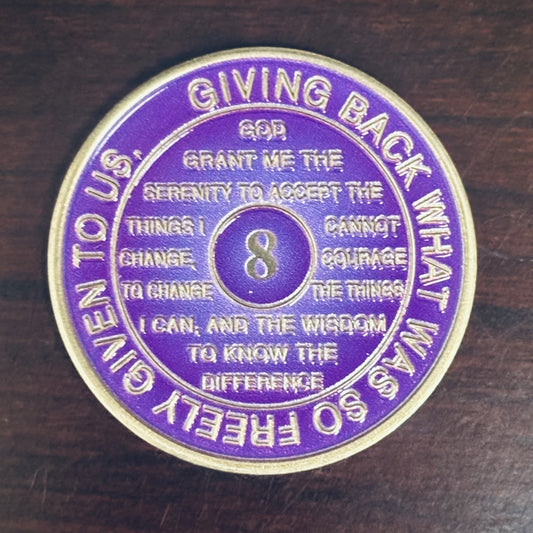 GIVING BACK WHAT WAS SO FREELY GIVEN TO US.
GOD
GRANT ME THE
SERENITY TO ACCEPT THE
THINGS I CANNOT
CHANGE, COURAGE
TO CHANGE THE THINGS
I CAN, AND THE WISDOM
TO KNOW THE
DIFFERENCE
8